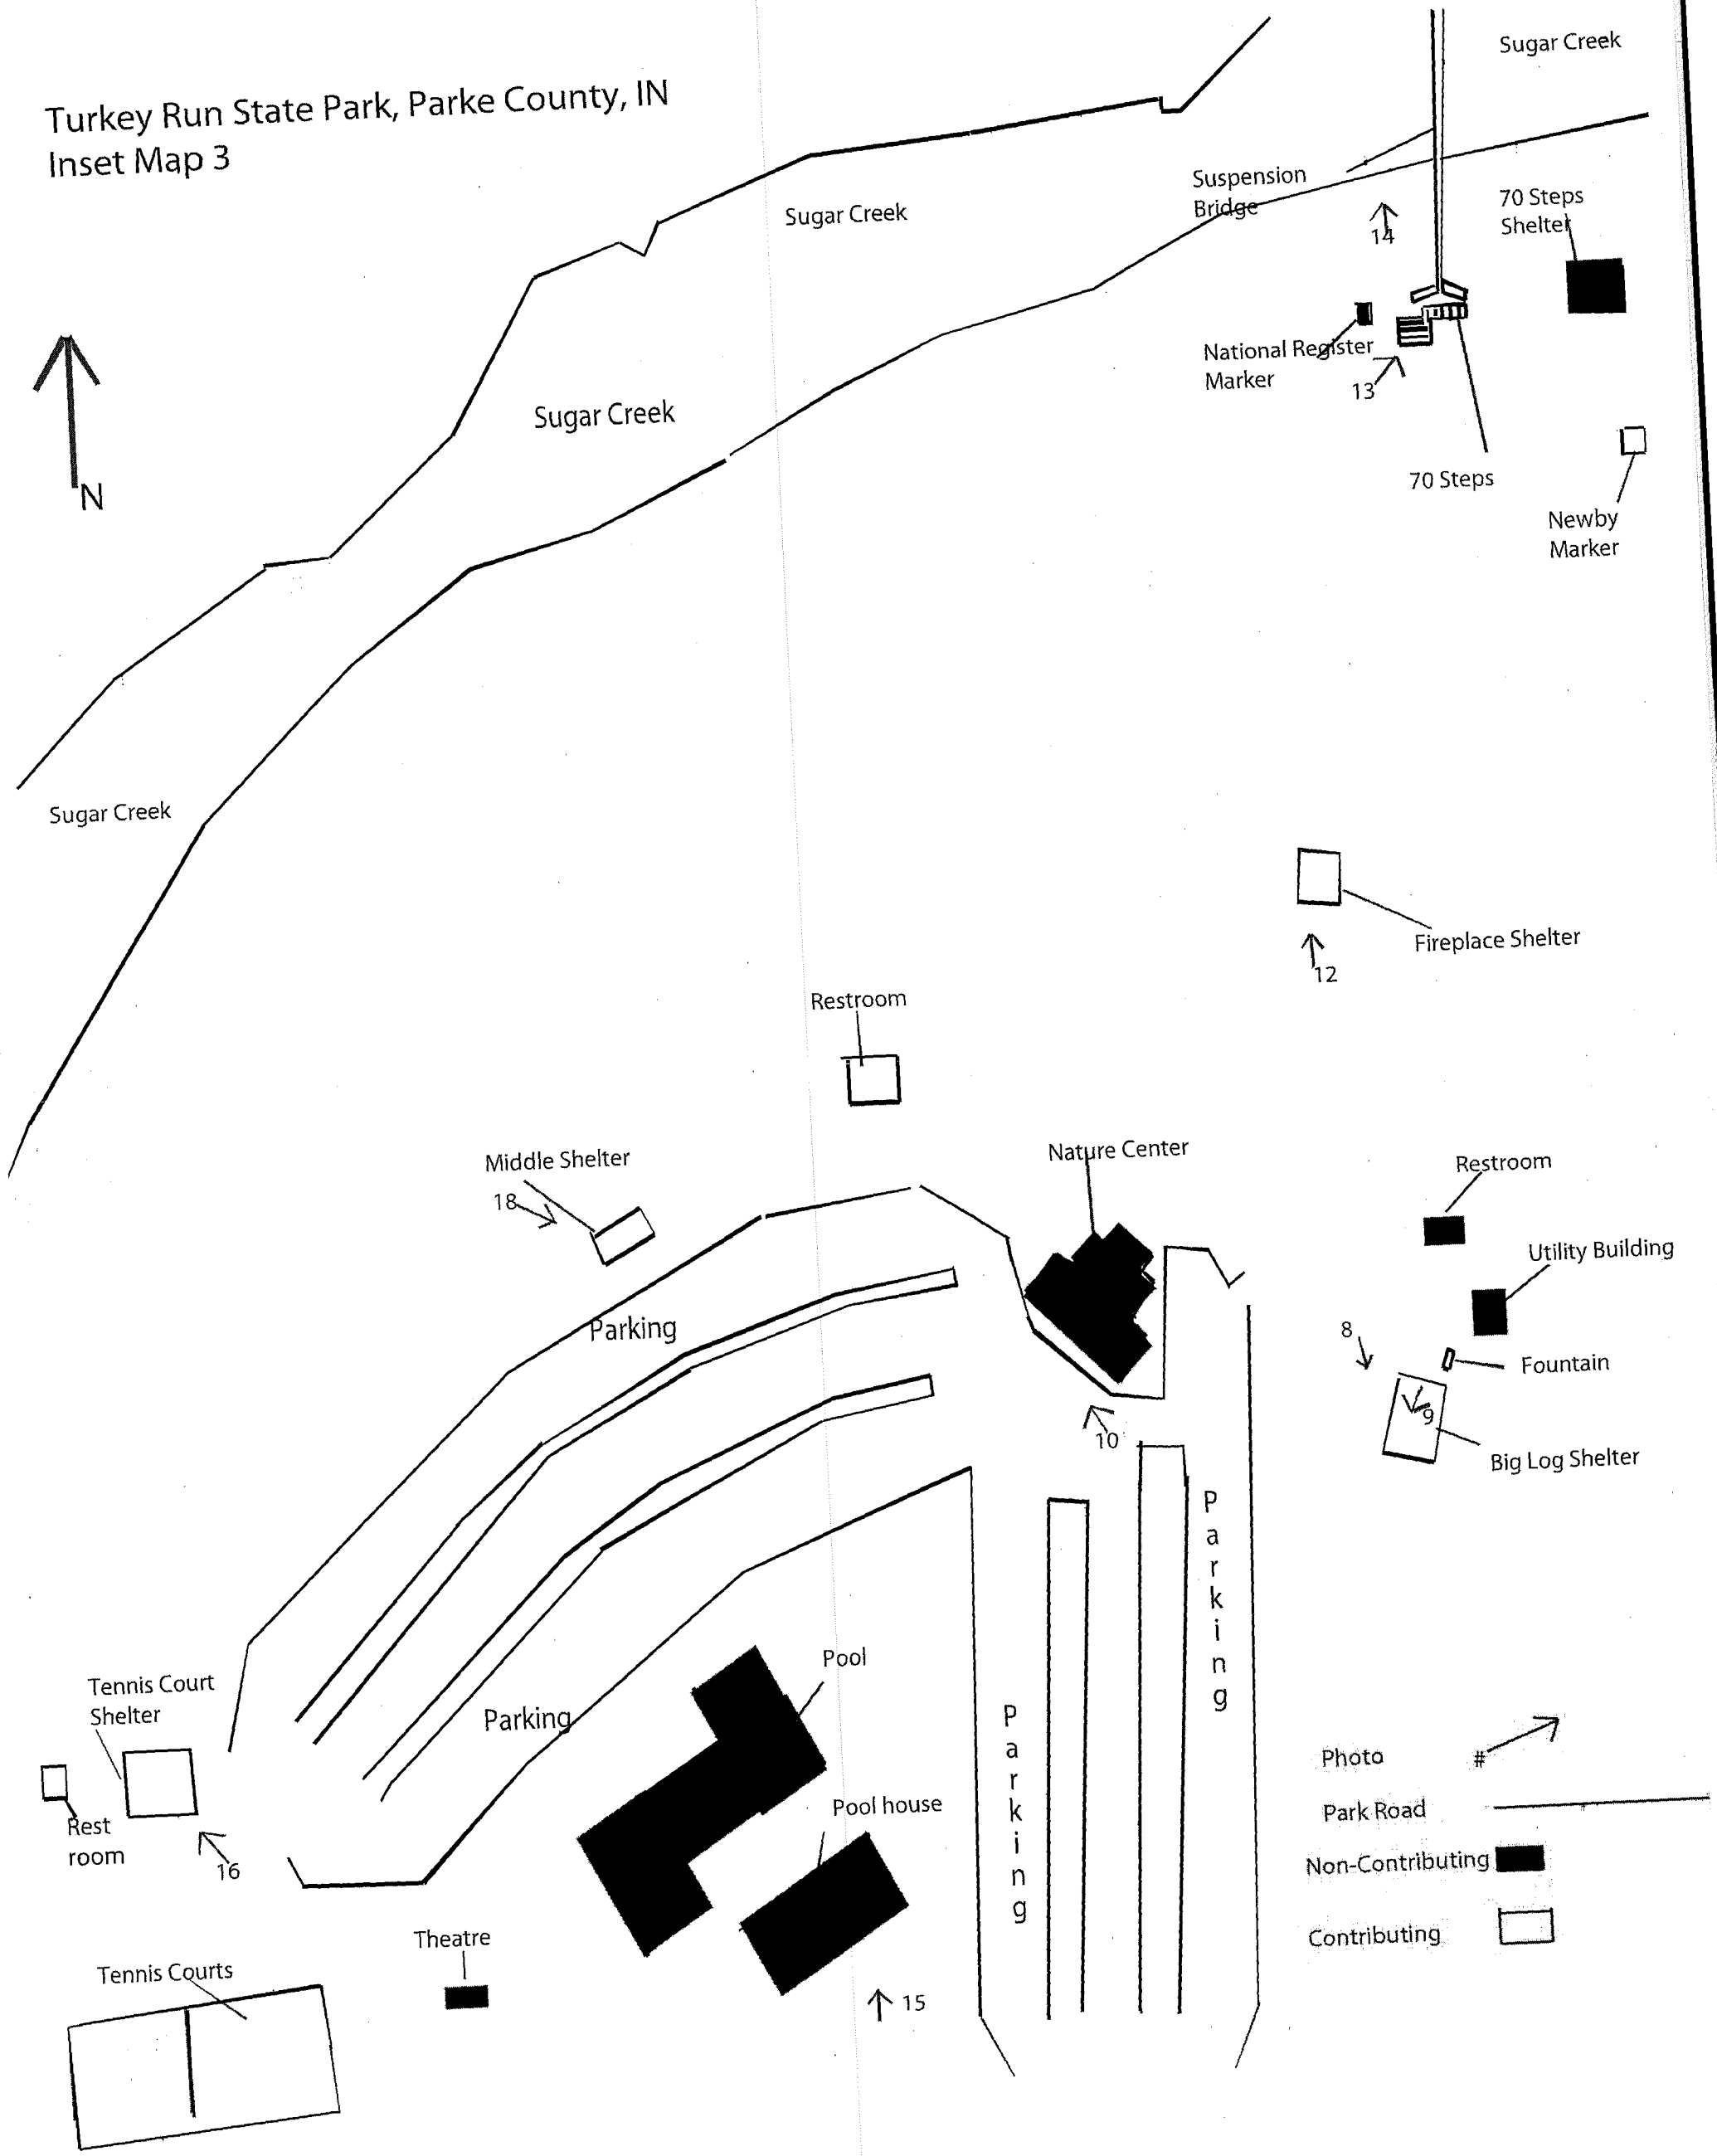 Turkey Run State Park, Parke County, IN
Inset Map 3
Sugar Creek
Sugar Creek
Suspension
Bridge
14
70 Steps
Shelter
National Register
Marker
13
Sugar Creek
N
70 Steps
Newby
Marker
Sugar Creek
Fireplace Shelter
12
Restroom
Middle Shelter
18
Nature Center
Restroom
Utility Building
Parking
8
Fountain
9
10
Big Log Shelter
Parking
Pool
Tennis Court
Shelter
Parking
Parking
Photo
#
Pool house
Park Road
Rest
room
16
Non-Contributing
Contributing
Theatre
Tennis Courts
15